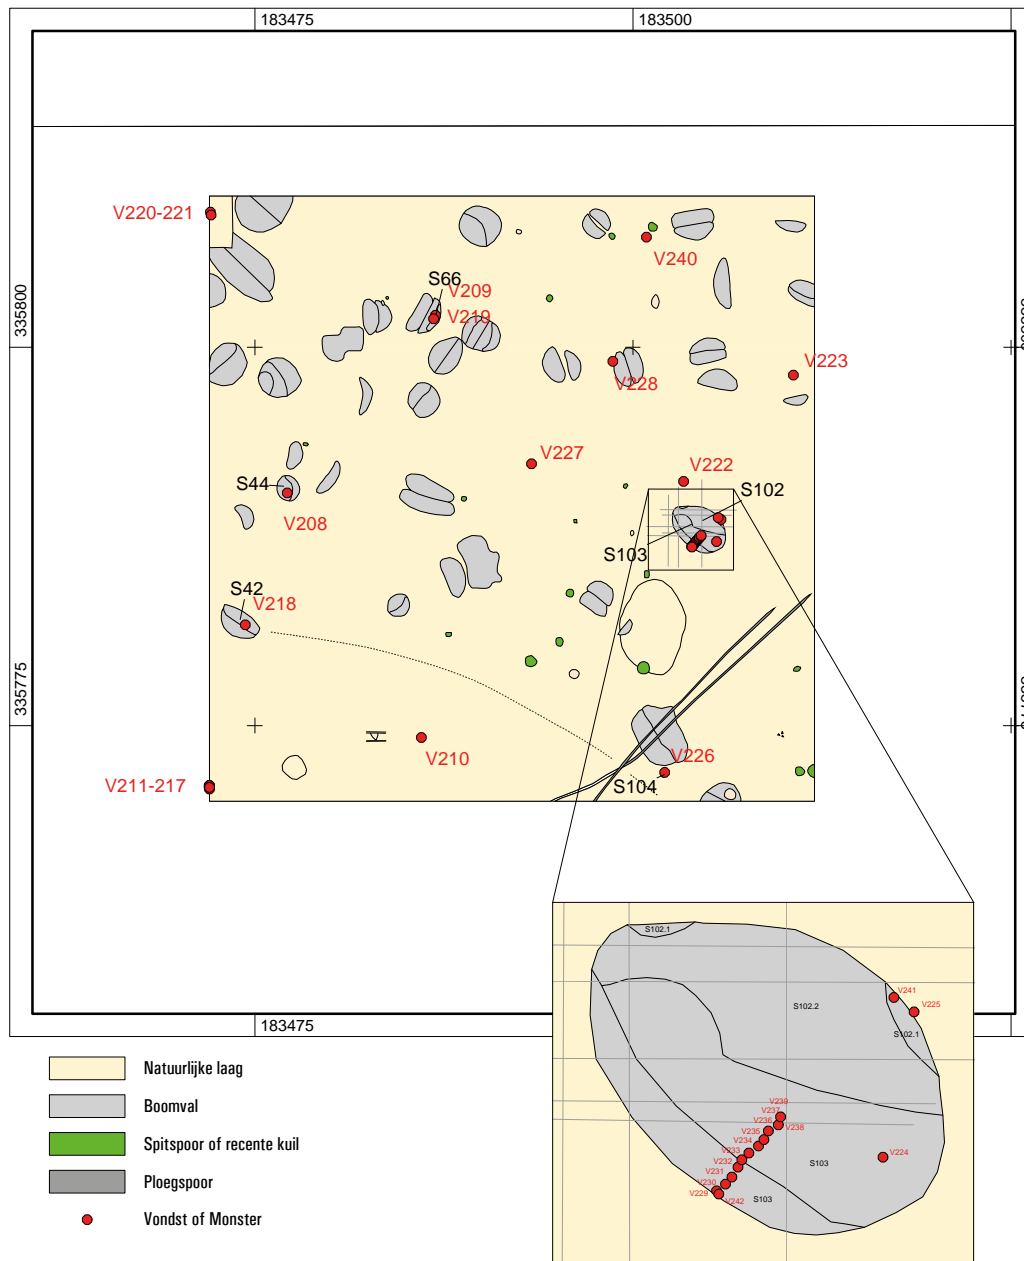 183475
183500
V220-221
V240
S66
V209
V219
335800
V228
V223
V227
V222
S44
S102
V208
S103
S42
V218
335775
V210
V226
V211-217
S104
183475
S102.1
V241
S102.2
V225
S102.1
V239
V237
V236
V238
V235
V234
V233
V232
V231
V230
V229
V242
V224
S103
S103
Natuurlijke laag
Boomval
Spitspoor of recente kuil
Ploegspoor
Vondst of Monster